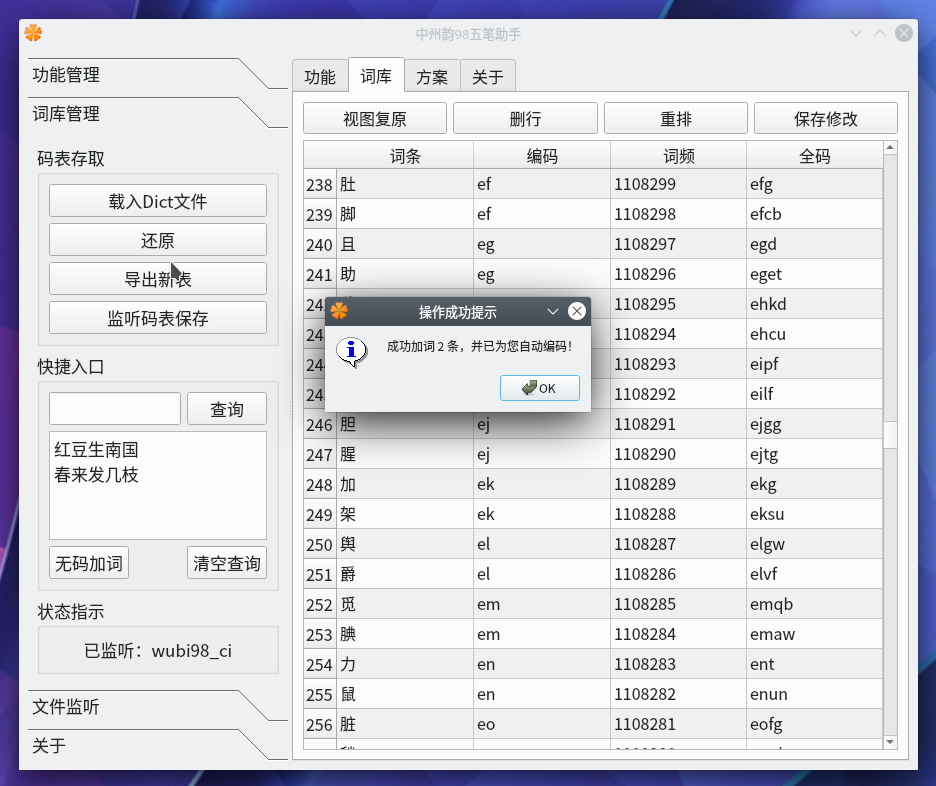 中州韵98五笔助手
功能管理
词库管理
码表存取
载入Dict文件
还原
导出新表
监听码表保存
快捷入口
查询
红豆生南国
春来发几枝
无码加词
清空查询
状态指示
已监听：wubi98_ci
文件监听
关于
功能 词库 方案 关于
视图复原 删行 重排 保存修改
词条 编码 词频 全码
238 肚 ef 1108299 efg
239 脚 ef 1108298 efcb
240 且 eg 1108297 egd
241 助 eg 1108296 eget
1108295 ehkd
1108294 ehcu
1108293 eipf
1108292 eilf
246 胆 ej 1108291 ejgg
247 腥 ej 1108290 ejtg
248 加 ek 1108289 ekg
249 架 ek 1108288 eksu
250 舆 el 1108287 elgw
251 爵 el 1108286 elvf
252 觅 em 1108285 emqb
253 腆 em 1108284 emaw
254 力 en 1108283 ent
255 鼠 en 1108282 enun
256 脏 eo 1108281 eofg
操作成功提示
成功加词 2 条，并已为您自动编码！
OK